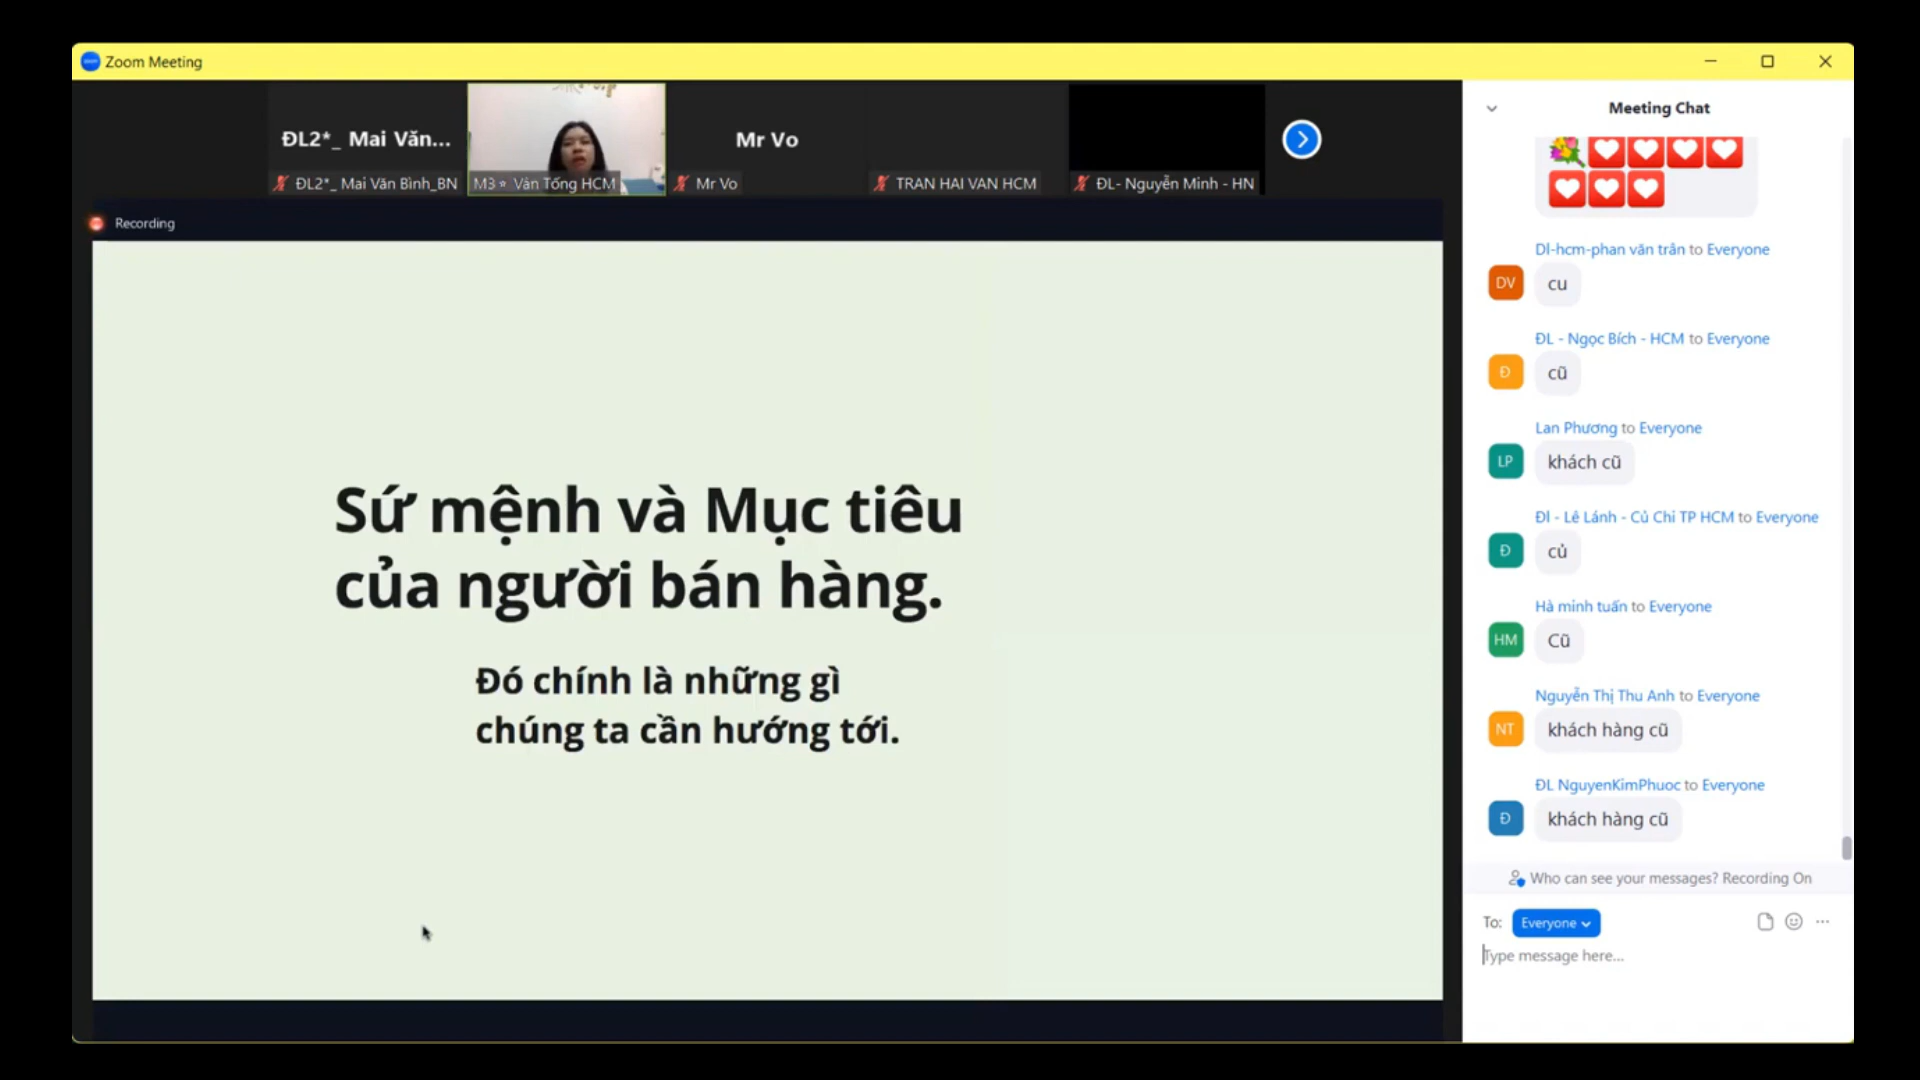 Zoom Meeting
ĐL2*_ Mai Văn...
Mr Vo
ĐL2*_ Mai Văn Bình_BN
M3⭐ Vân Tống HCM
Mr Vo
TRAN HAI VAN HCM
ĐL- Nguyễn Minh - HN
Recording
Sứ mệnh và Mục tiêu
của người bán hàng.
Đó chính là những gì
chúng ta cần hướng tới.
Meeting Chat
Dl-hcm-phan văn trân to Everyone
DV
cu
ĐL - Ngọc Bích - HCM to Everyone
Đ
cũ
Lan Phương to Everyone
LP
khách cũ
Đl - Lê Lánh - Củ Chi TP HCM to Everyone
Đ
củ
Hà minh tuấn to Everyone
HM
Cũ
Nguyễn Thị Thu Anh to Everyone
NT
khách hàng cũ
ĐL NguyenKimPhuoc to Everyone
Đ
khách hàng cũ
Who can see your messages? Recording On
To: Everyone
Type message here...